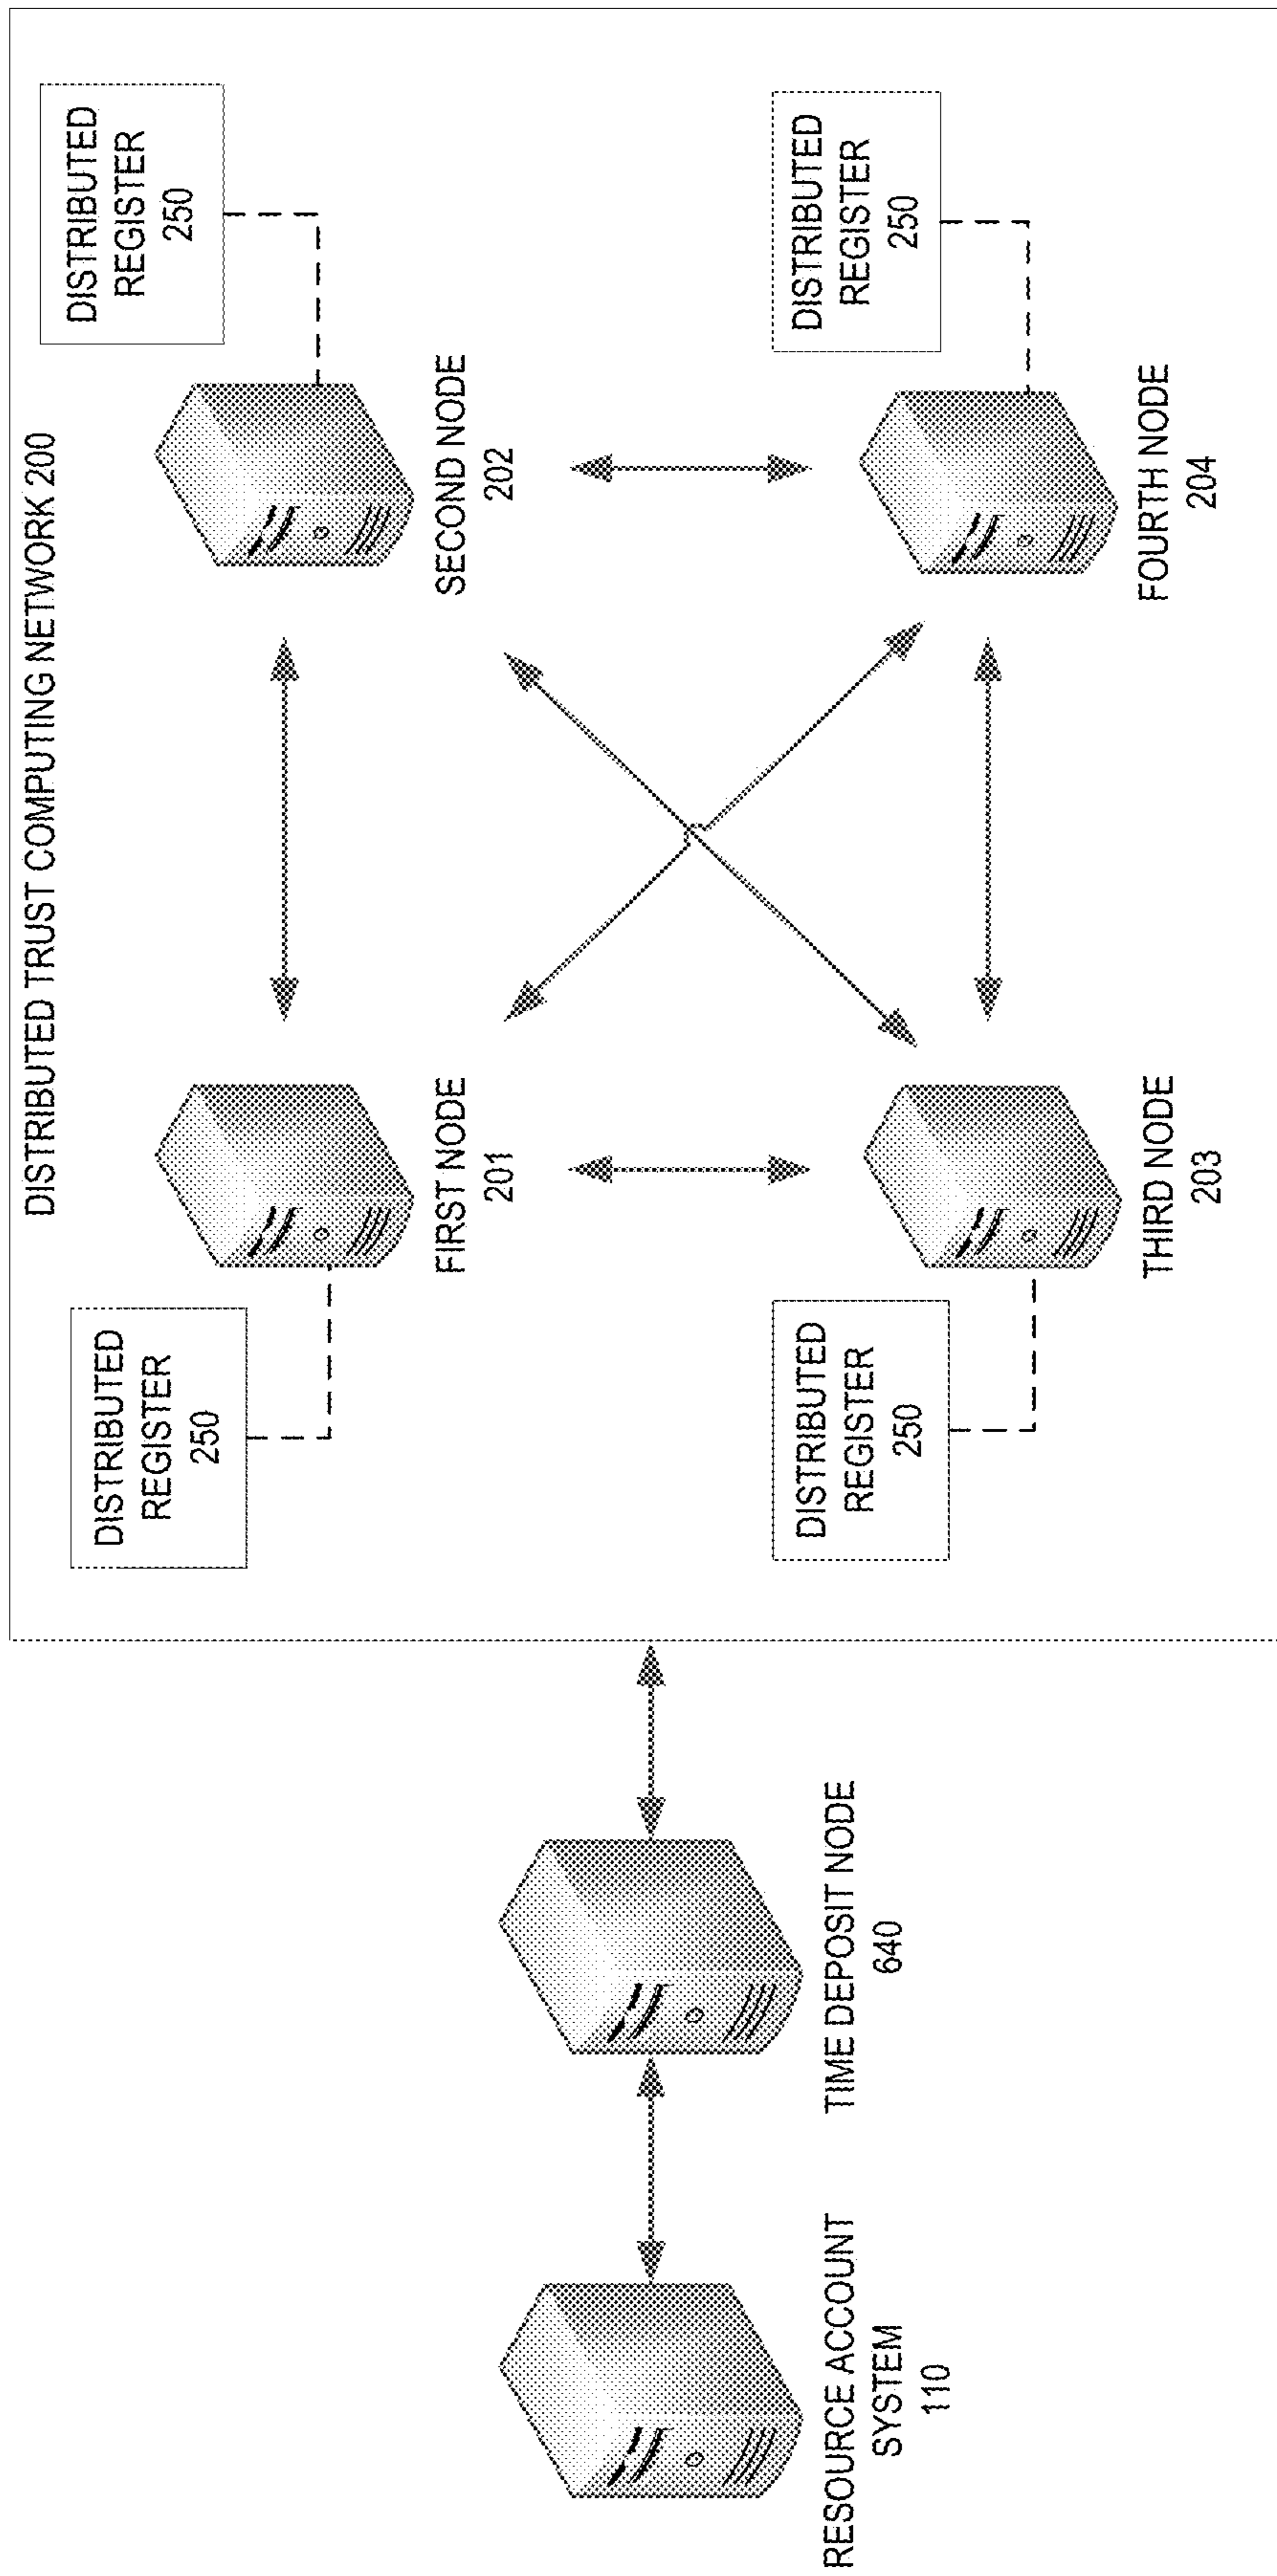 DISTRIBUTED TRUST COMPUTING NETWORK 200
DISTRIBUTED
REGISTER
250
FIRST NODE
201
DISTRIBUTED
REGISTER
250
SECOND NODE
202
DISTRIBUTED
REGISTER
250
THIRD NODE
203
DISTRIBUTED
REGISTER
250
FOURTH NODE
204
RESOURCE ACCOUNT
SYSTEM
110
TIME DEPOSIT NODE
640